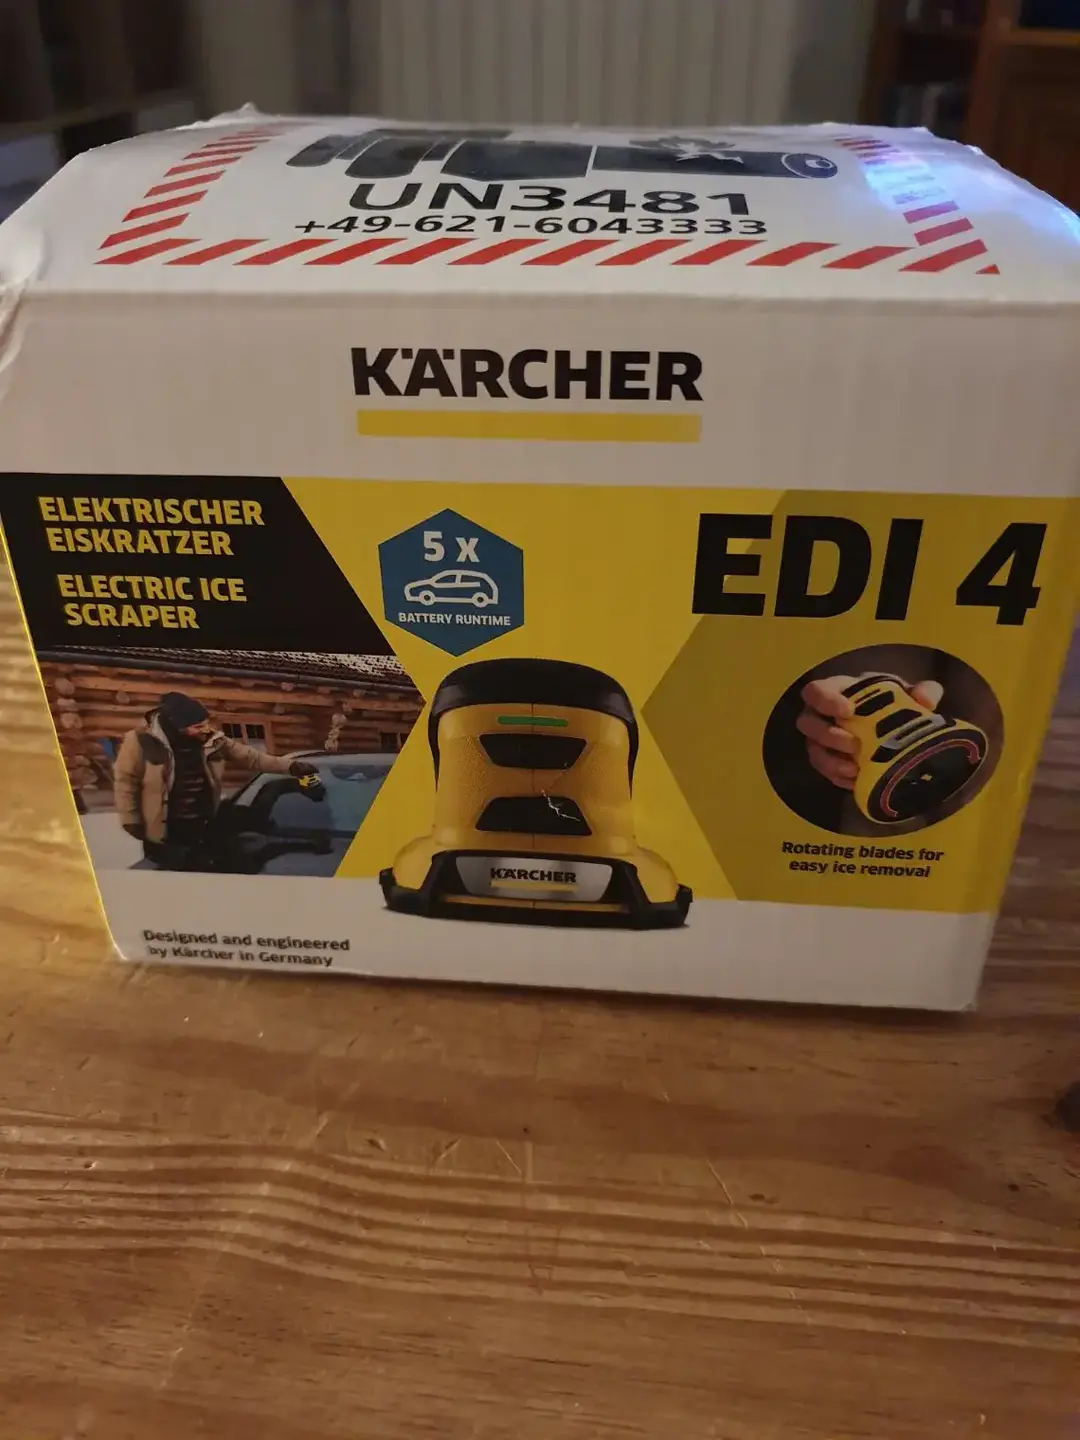 UN3481
+49-621-6043333
KÄRCHER
ELEKTRISCHER
EISKRATZER
ELECTRIC ICE
SCRAPER
5 x
BATTERY RUNTIME
EDI 4
KÄRCHER
Rotating blades for
easy ice removal
Designed and engineered
by Kärcher in Germany